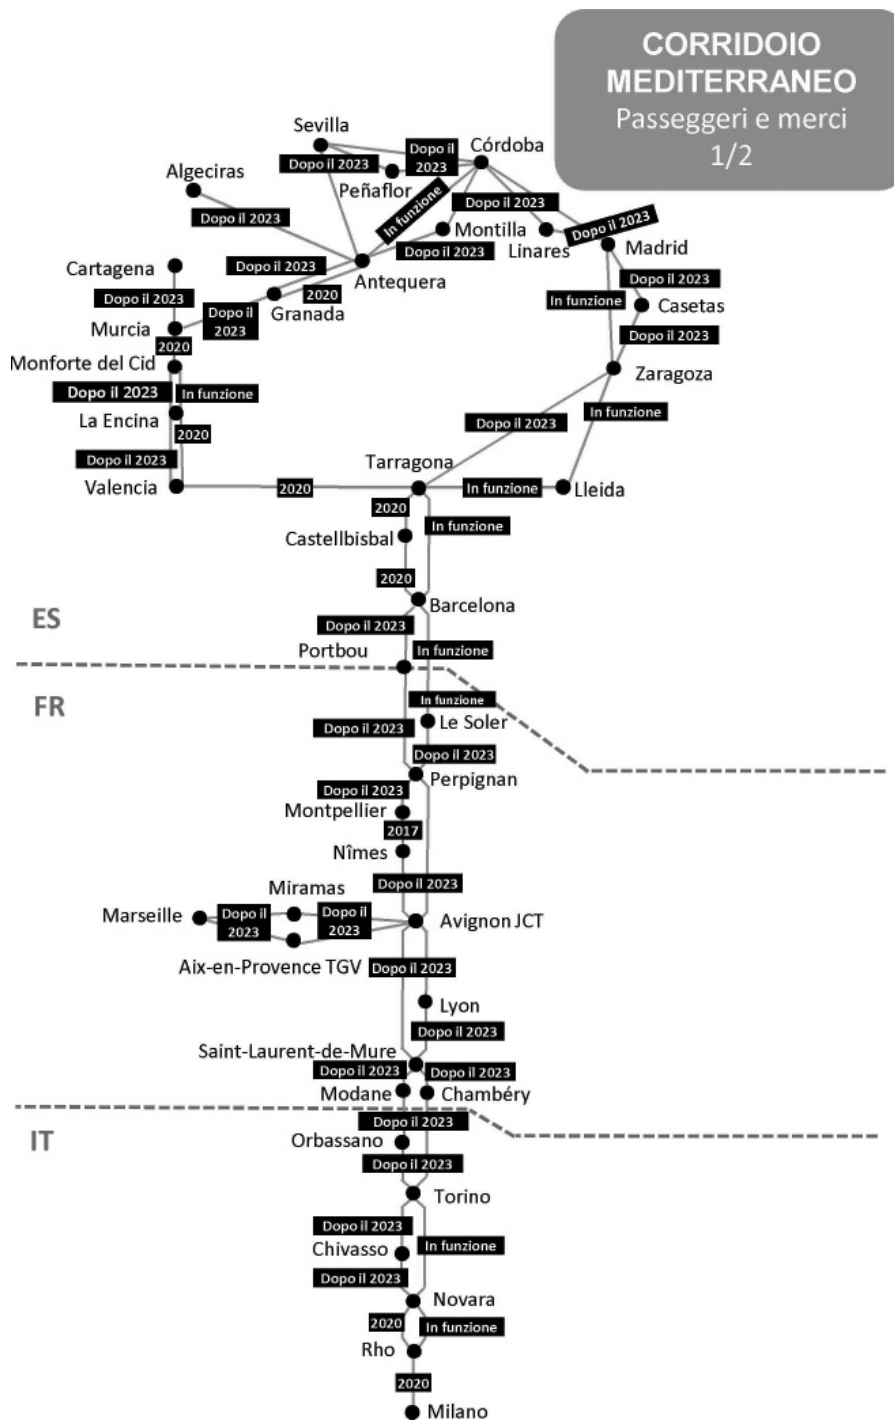 CORRIDOIO
MEDITERRANEO
Passeggeri e merci
1/2
Sevilla
Dopo il
2023
Córdoba
Algeciras
Dopo il 2023
Peñaflor
In funzione
Dopo il 2023
Dopo il 2023
Montilla
Linares
Dopo il 2023
Madrid
Dopo il 2023
Cartagena
Dopo il 2023
Antequera
Dopo il 2023
Dopo il 2023
2020
In funzione
Casetas
Granada
Dopo il
2023
Murcia
Dopo il 2023
2020
Monforte del Cid
Zaragoza
Dopo il 2023
In funzione
In funzione
La Encina
Dopo il 2023
2020
Dopo il 2023
Tarragona
Valencia
2020
In funzione
Lleida
2020
In funzione
Castellbisbal
2020
Barcelona
ES
Dopo il 2023
Portbou
In funzione
FR
In funzione
Le Soler
Dopo il 2023
Dopo il 2023
Perpignan
Dopo il 2023
Montpellier
2017
Nîmes
Dopo il 2023
Miramas
Marseille
Dopo il
2023
Dopo il
2023
Avignon JCT
Aix-en-Provence TGV
Dopo il 2023
Lyon
Dopo il 2023
Saint-Laurent-de-Mure
Dopo il 2023
Dopo il 2023
Modane
Chambéry
IT
Dopo il 2023
Orbassano
Dopo il 2023
Torino
Dopo il 2023
In funzione
Chivasso
Dopo il 2023
Novara
2020
In funzione
Rho
2020
Milano